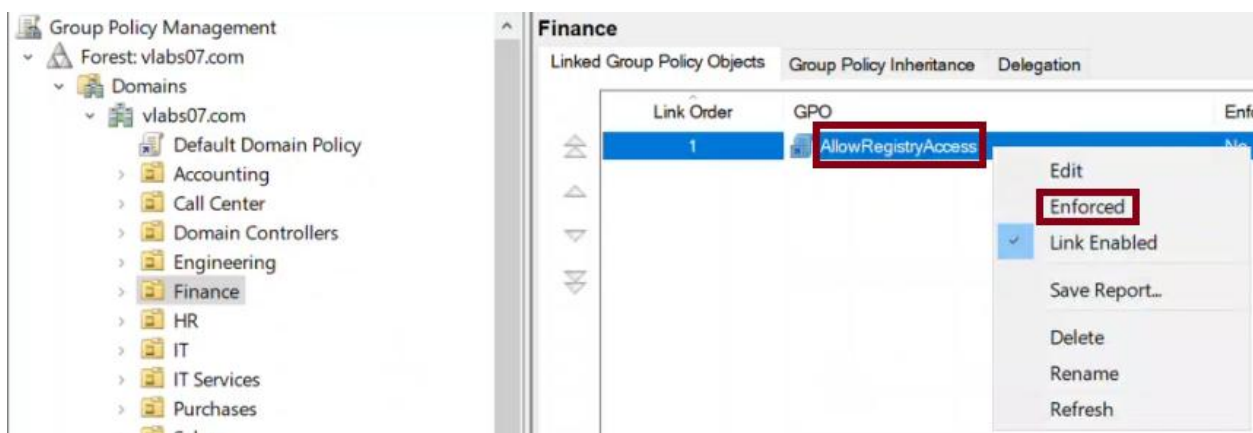 Group Policy Management
Forest: vlabs07.com
Domains
vlabs07.com
Default Domain Policy
Accounting
Call Center
Domain Controllers
Engineering
Finance
HR
IT
IT Services
Purchases
Finance
Linked Group Policy Objects Group Policy Inheritance Delegation
Link Order GPO Enfo
1 AllowRegistryAccess No
Edit
Enforced
Link Enabled
Save Report...
Delete
Rename
Refresh